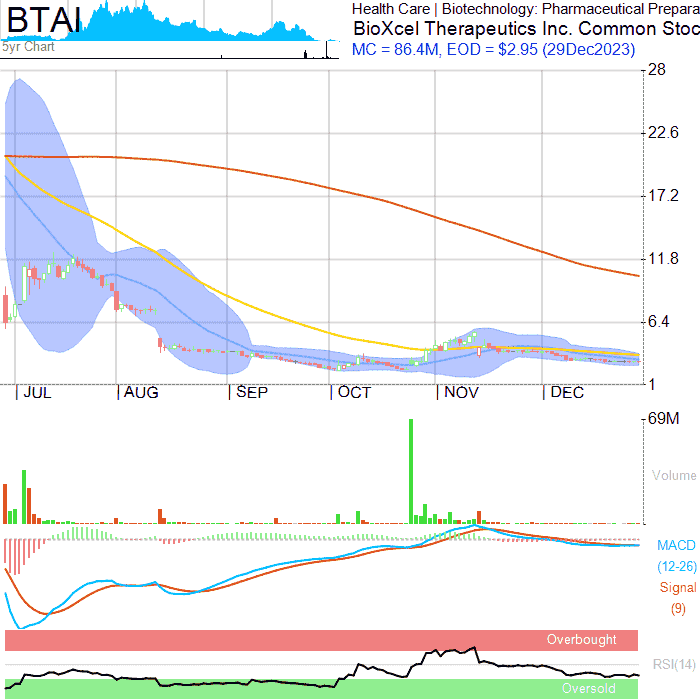 BTAI
5yr Chart
Health Care | Biotechnology: Pharmaceutical Prepara
BioXcel Therapeutics Inc. Common Stoc
MC = 86.4M, EOD = $2.95 (29Dec2023)
28
22.6
17.2
11.8
6.4
1
JUL
AUG
SEP
OCT
NOV
DEC
69M
Volume
MACD
(12-26)
Signal
(9)
Overbought
RSI(14)
Oversold